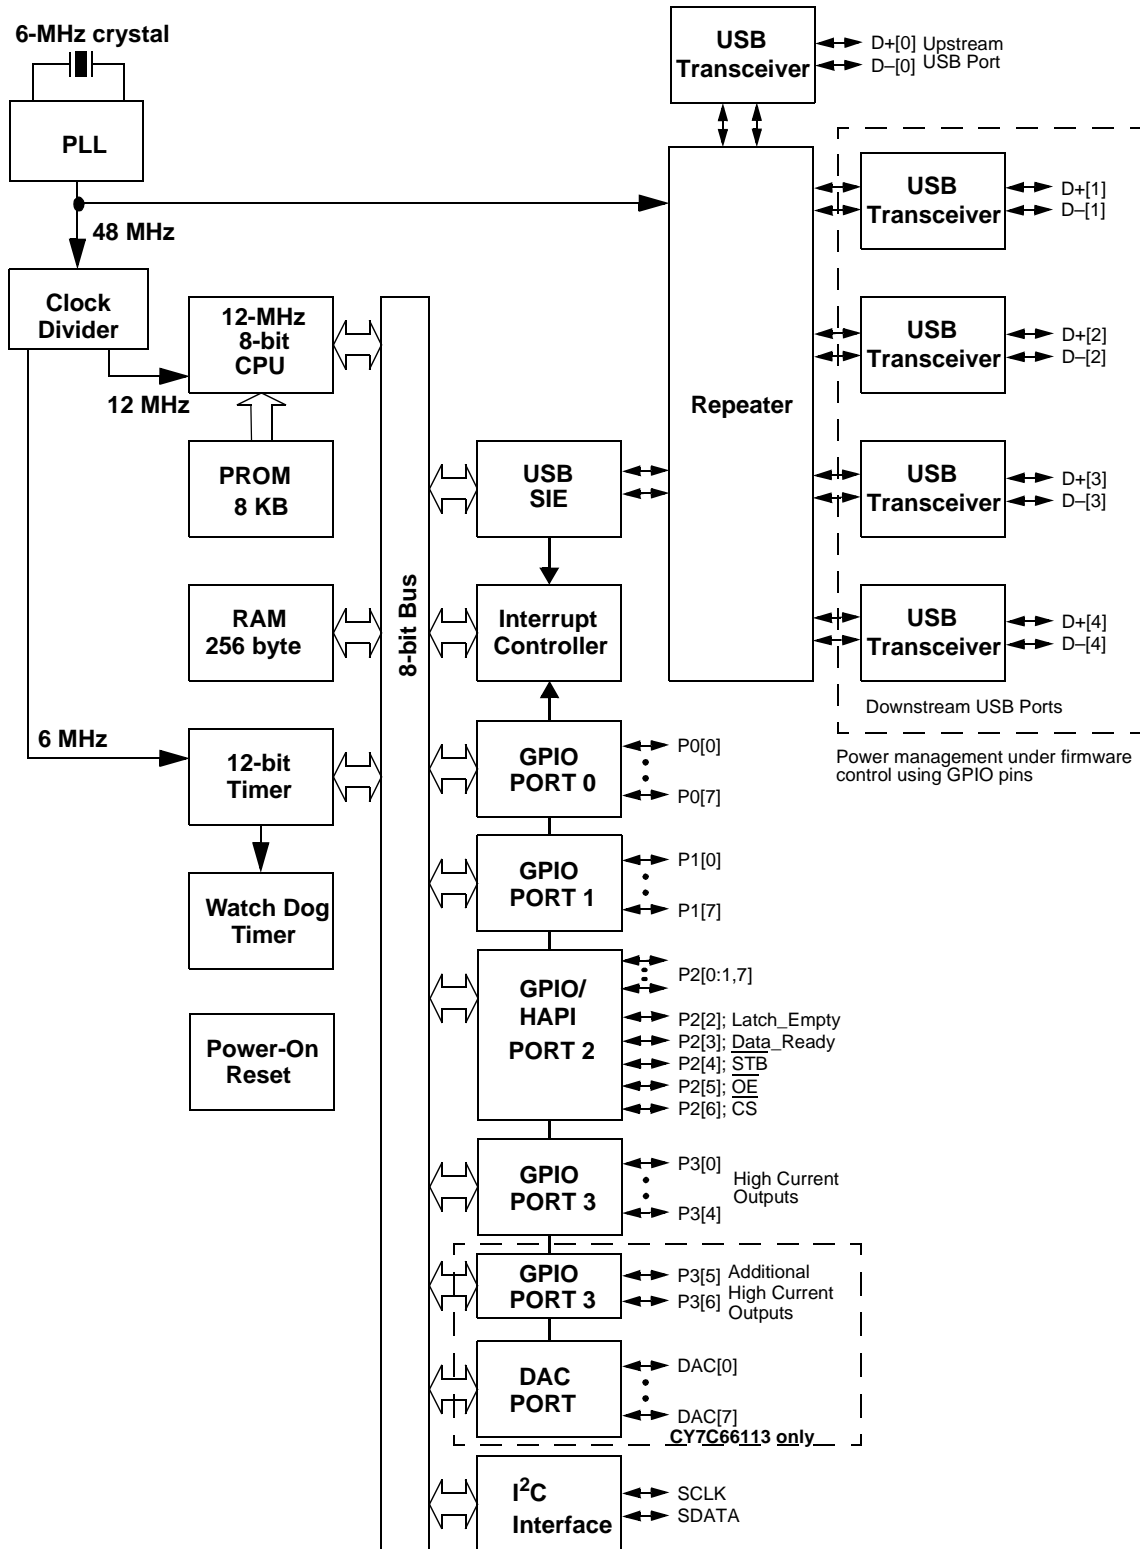 6-MHz crystal
PLL
48 MHz
Clock
Divider
12 MHz
12-MHz
8-bit
CPU
PROM
8 KB
RAM
256 byte
6 MHz
12-bit
Timer
Watch Dog
Timer
Power-On
Reset
8-bit Bus
USB
Transceiver
D+[0] Upstream
D–[0] USB Port
Repeater
USB
Transceiver
D+[1]
D–[1]
USB
Transceiver
D+[2]
D–[2]
USB
Transceiver
D+[3]
D–[3]
USB
Transceiver
D+[4]
D–[4]
Downstream USB Ports
Power management under firmware
control using GPIO pins
USB
SIE
Interrupt
Controller
GPIO
PORT 0
P0[0]
P0[7]
GPIO
PORT 1
P1[0]
P1[7]
GPIO/
HAPI
PORT 2
P2[0:1,7]
P2[2]; Latch_Empty
P2[3]; Data_Ready
P2[4]; STB
P2[5]; OE
P2[6]; CS
GPIO
PORT 3
P3[0]
P3[4]
High Current
Outputs
GPIO
PORT 3
P3[5]
P3[6]
Additional
High Current
Outputs
DAC
PORT
DAC[0]
DAC[7]
CY7C66113 only
I²C
Interface
SCLK
SDATA